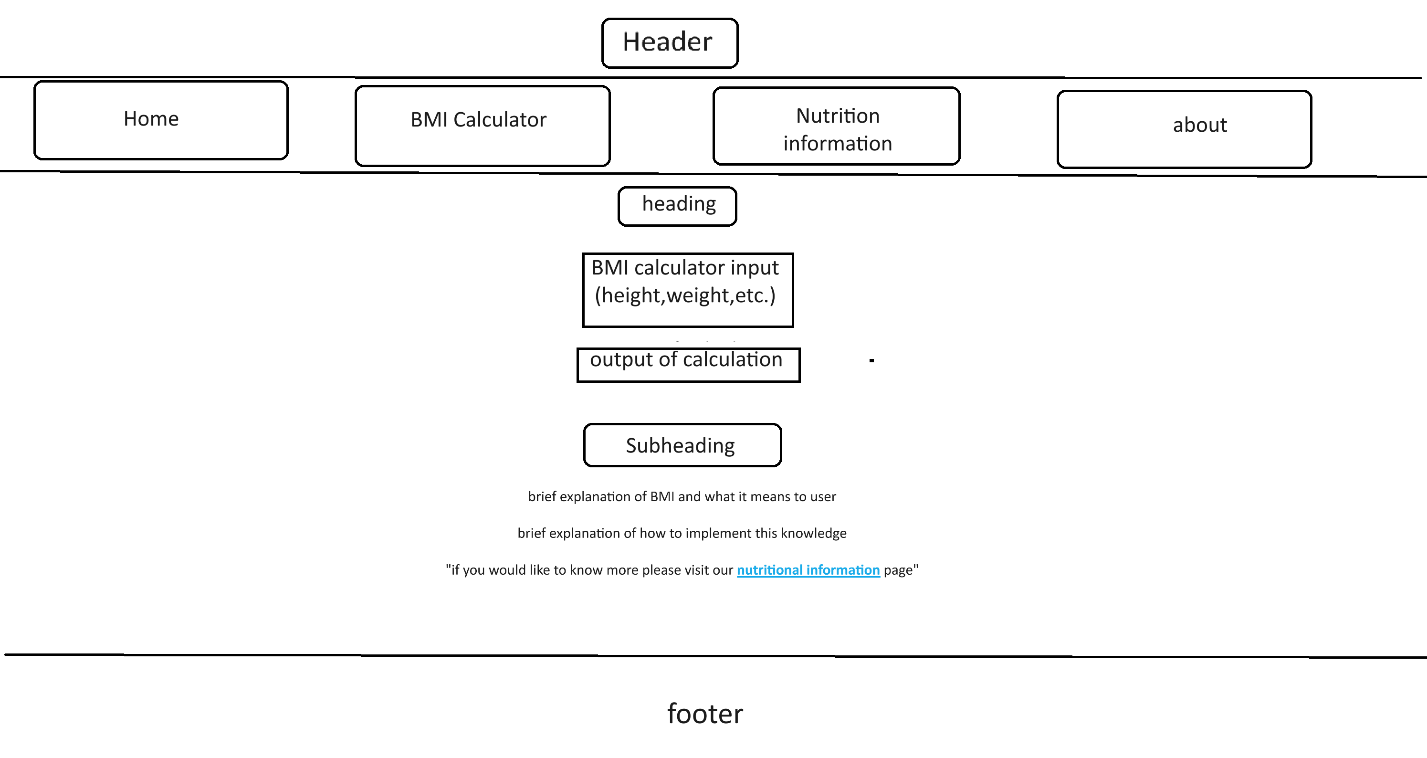 Header
Home
BMI Calculator
Nutrition
information
about
heading
BMI calculator input
(height,weight,etc.)
output of calculation
Subheading
brief explanation of BMI and what it means to user
brief explanation of how to implement this knowledge
"if you would like to know more please visit our nutritional information page"
footer